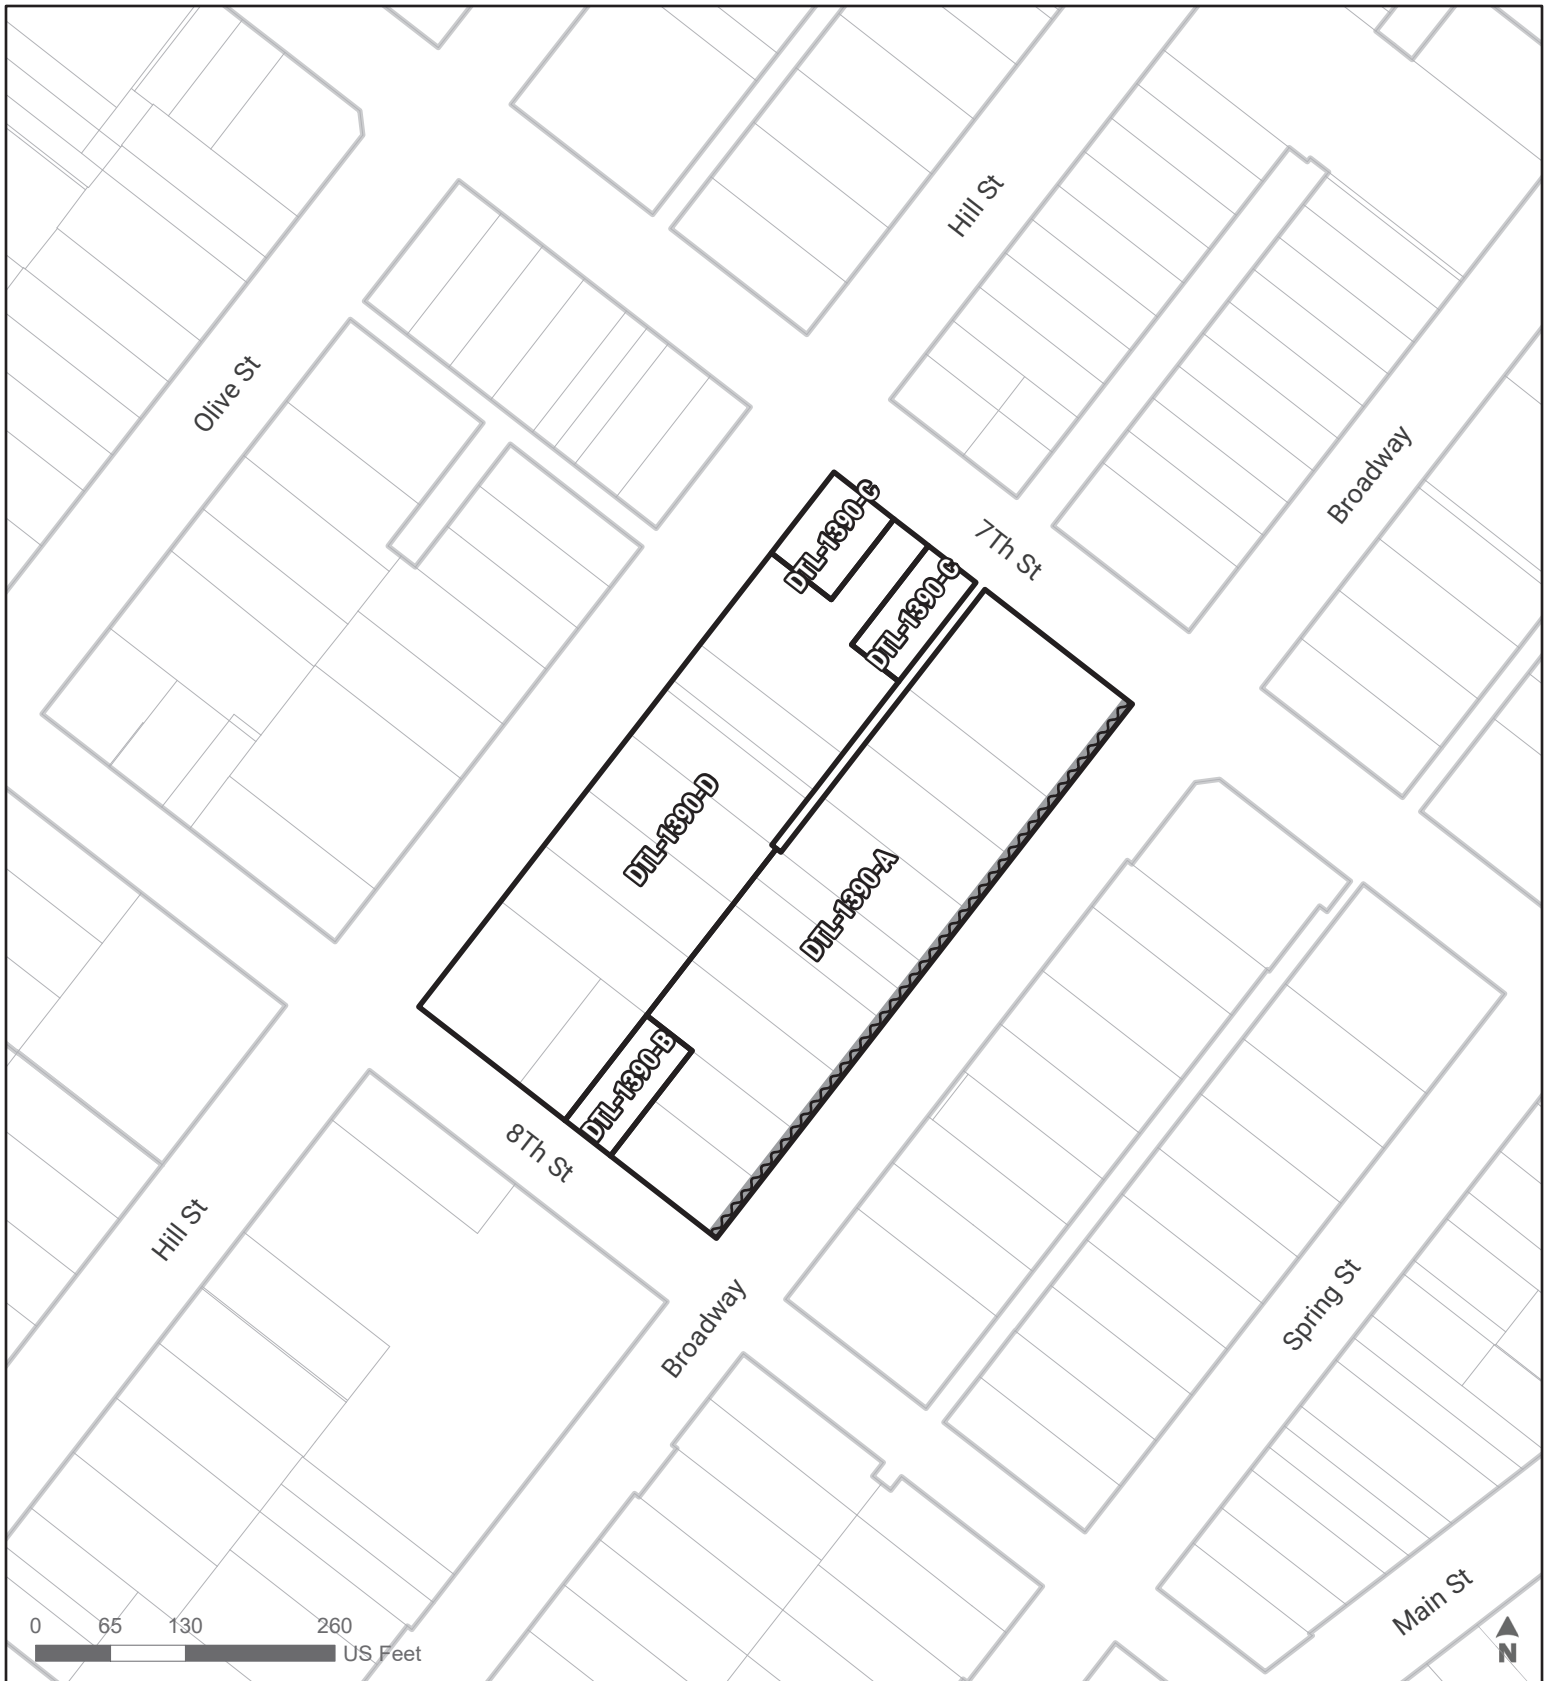 Hill St
Olive St
Broadway
DTL-1390-C
7Th St
DTL-1390-C
DTL-1390-D
DTL-1390-A
DTL-1390-B
8Th St
Hill St
Broadway
Spring St
Main St
0 65 130 260
US Feet
N